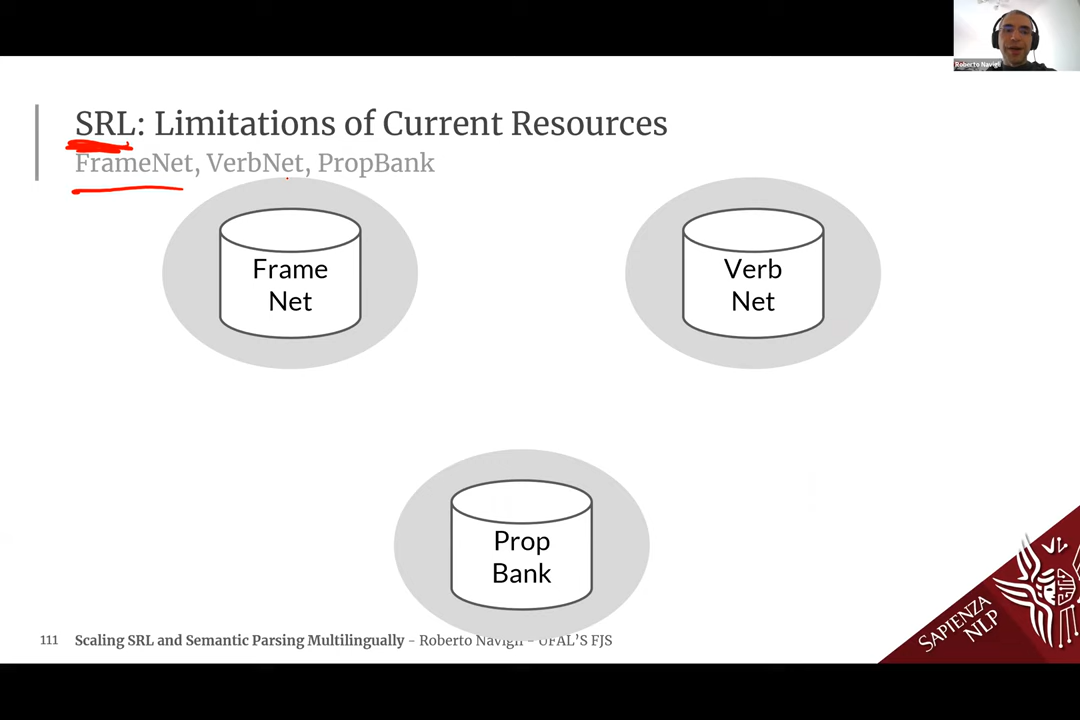 Roberto Navigli
SRL: Limitations of Current Resources
FrameNet, VerbNet, PropBank
Frame
Net
Verb
Net
Prop
Bank
111 Scaling SRL and Semantic Parsing Multilingually - Roberto Navigli - UFAL'S FJS
SAPIENZA
NLP